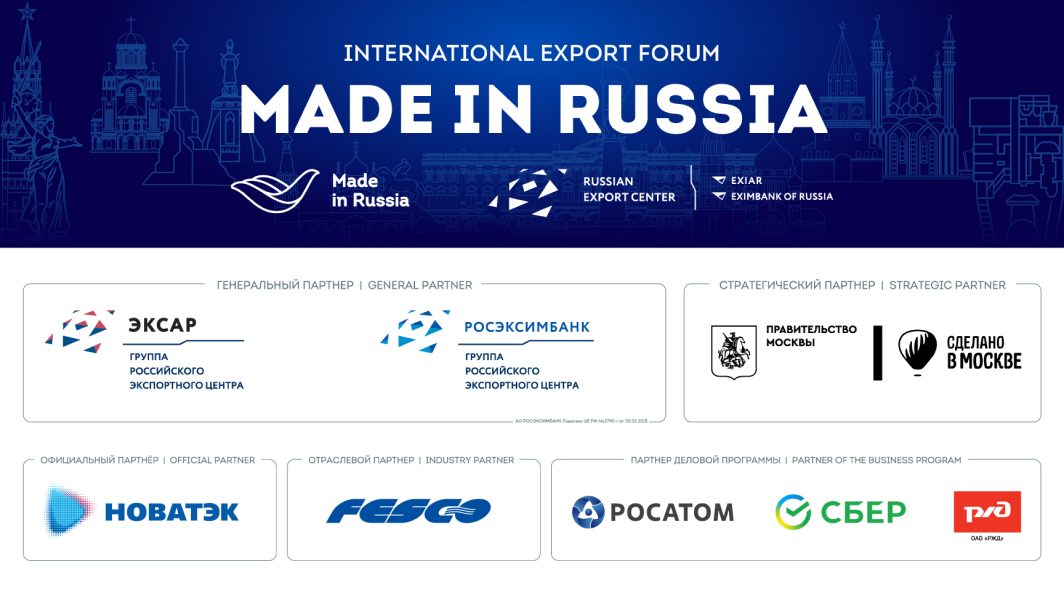 INTERNATIONAL EXPORT FORUM
MADE IN RUSSIA
Made
in Russia
RUSSIAN
EXPORT CENTER
EXIAR
EXIMBANK OF RUSSIA
ГЕНЕРАЛЬНЫЙ ПАРТНЕР | GENERAL PARTNER
ЭКСАР
ГРУППА
РОССИЙСКОГО
ЭКСПОРТНОГО ЦЕНТРА
РОСЭКСИМБАНК
ГРУППА
РОССИЙСКОГО
ЭКСПОРТНОГО ЦЕНТРА
СТРАТЕГИЧЕСКИЙ ПАРТНЕР | STRATEGIC PARTNER
ПРАВИТЕЛЬСТВО
МОСКВЫ
СДЕЛАНО
В МОСКВЕ
ОФИЦИАЛЬНЫЙ ПАРТНЁР | OFFICIAL PARTNER
НОВАТЭК
ОТРАСЛЕВОЙ ПАРТНЕР | INDUSTRY PARTNER
FESCO
ПАРТНЕР ДЕЛОВОЙ ПРОГРАММЫ | PARTNER OF THE BUSINESS PROGRAM
РОСАТОМ
СБЕР
РЖД
ОАО «РЖД»